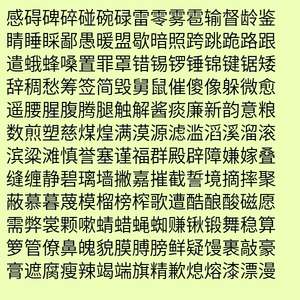 感碍碑碎碰碗碌雷零雾雹输督龄鉴
睛睡睬鄙愚暖盟歇暗照跨跳跪路跟
遣蛾蜂嗓置罪罩错锡锣锤锦键锯矮
辞稠愁筹签简毁舅鼠催傻像躲微愈
遥腰腥腹腾腿触解酱痰廉新韵意粮
数煎塑慈煤煌满漠源滤滥滔溪溜滚
滨粱滩慎誉塞谨福群殿辟障嫌嫁叠
缝缠静碧璃墙撇嘉摧截誓境摘摔聚
蔽慕暮蔑模榴榜榨歌遭酷酿酸磁愿
需弊裳颗嗽蜻蜡蝇蜘赚锹锻舞稳算
箩管僚鼻魄貌膜膊膀鲜疑馒裹敲豪
膏遮腐瘦辣竭端旗精歉熄熔漆漂漫